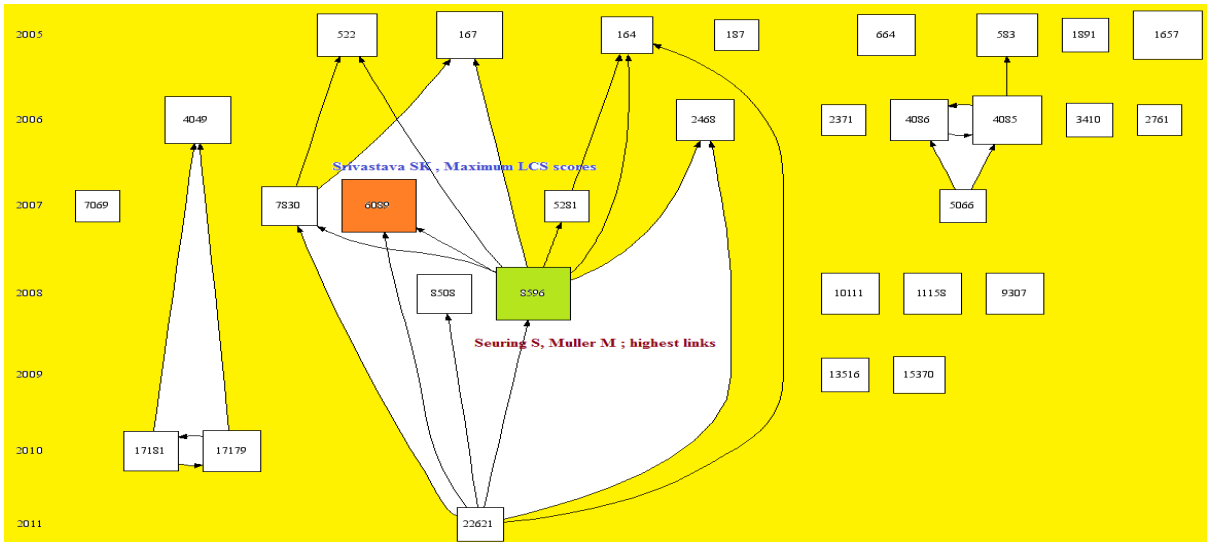 2005 522 167 164 187 664 583 1891 1657
2006 4049 2468 2371 4086 4085 3410 2761
Srivastava SK , Maximum LCS scores
2007 7069 7830 6089 5281 5066
2008 8508 8596 10111 11158 9307
Seuring S, Muller M ; highest links
2009 13516 15370
2010 17181 17179
2011 22621